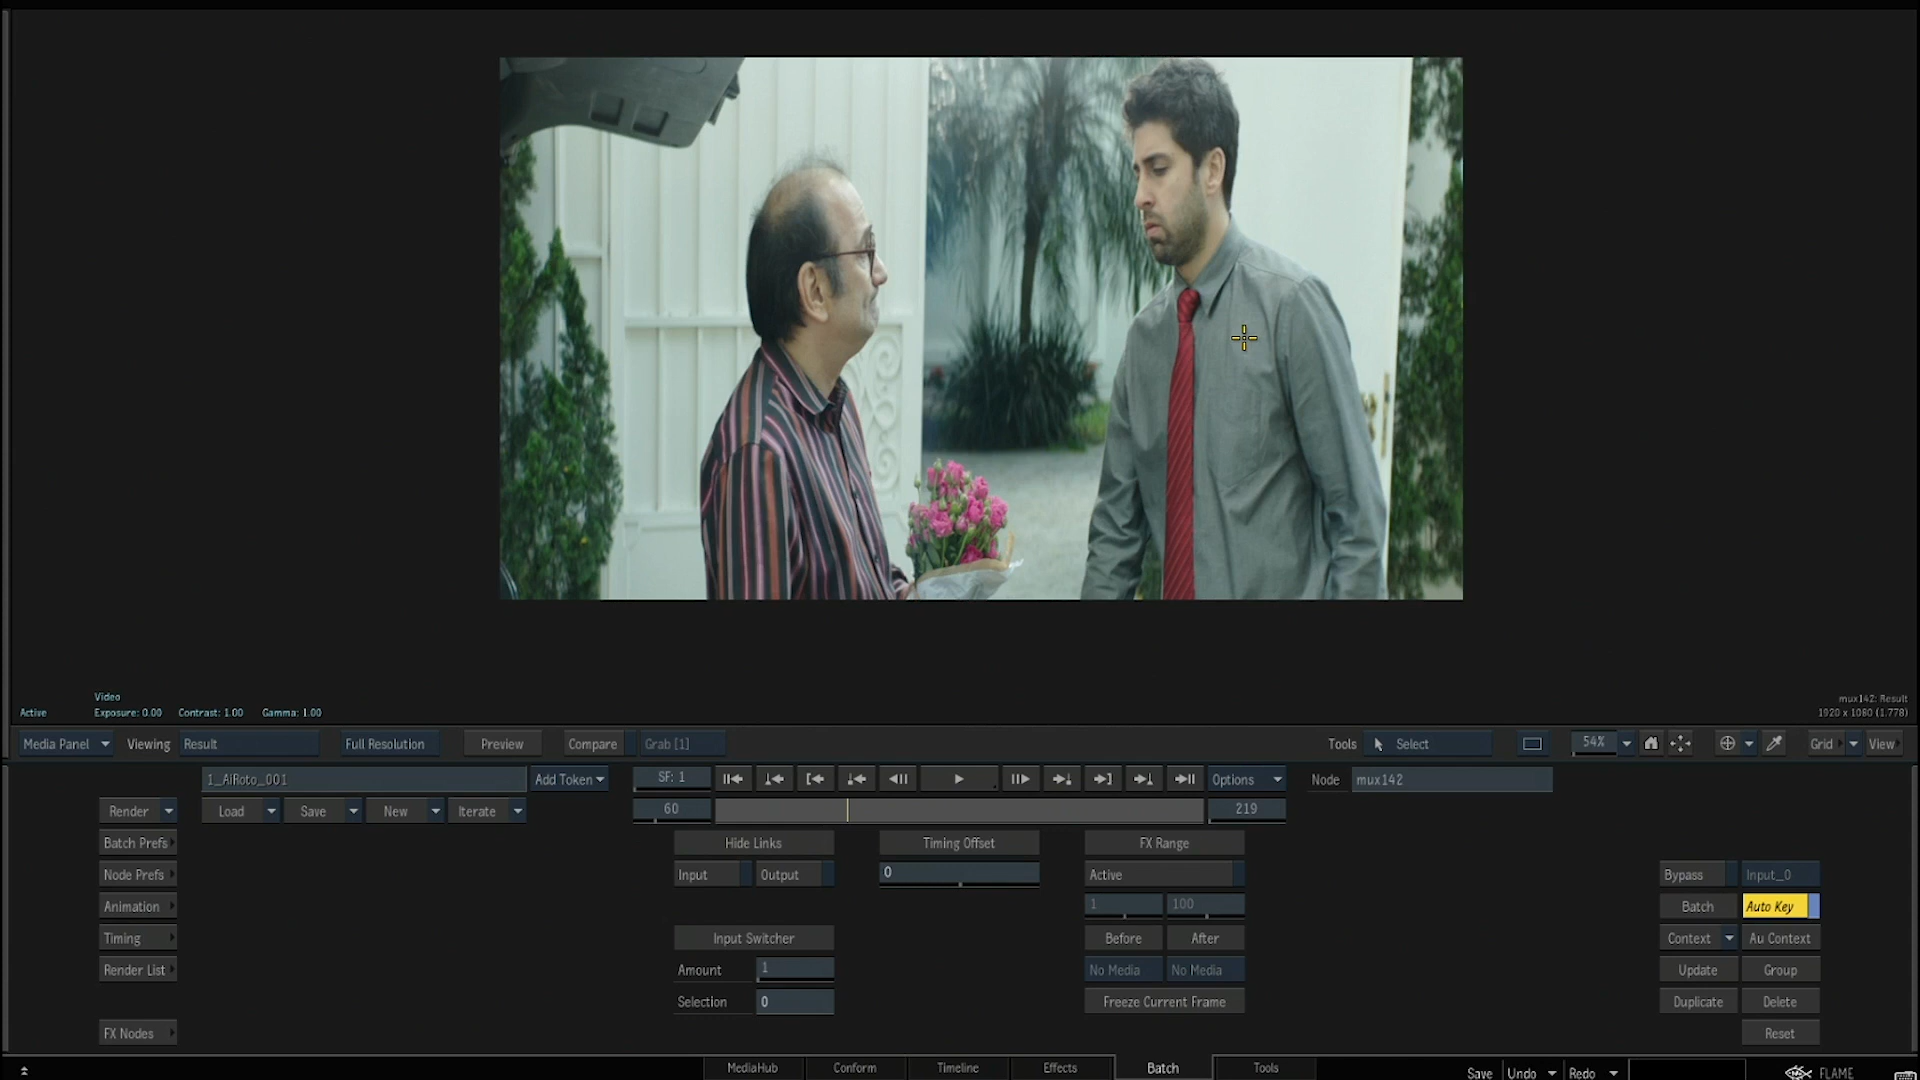 Video
Active Exposure: 0.00 Contrast: 1.00 Gamma: 1.00
mux142: Result
1920 x 1080 (1.778)
Media Panel Viewing Result Full Resolution Preview Compare Grab [1] Tools Select 54% Grid View
1_AiRoto_001 Add Token SF: 1 Options Node mux142
Render Load Save New Iterate 60 219
Batch Prefs Hide Links Timing Offset FX Range
Node Prefs Input Output 0 Active Bypass Input_0
Animation 1 100 Batch Auto Key
Timing Input Switcher Before After Context Au Context
Render List Amount 1 No Media No Media Update Group
Selection 0 Freeze Current Frame Duplicate Delete
FX Nodes Reset
MediaHub Conform Timeline Effects Batch Tools Save Undo Redo FLAME